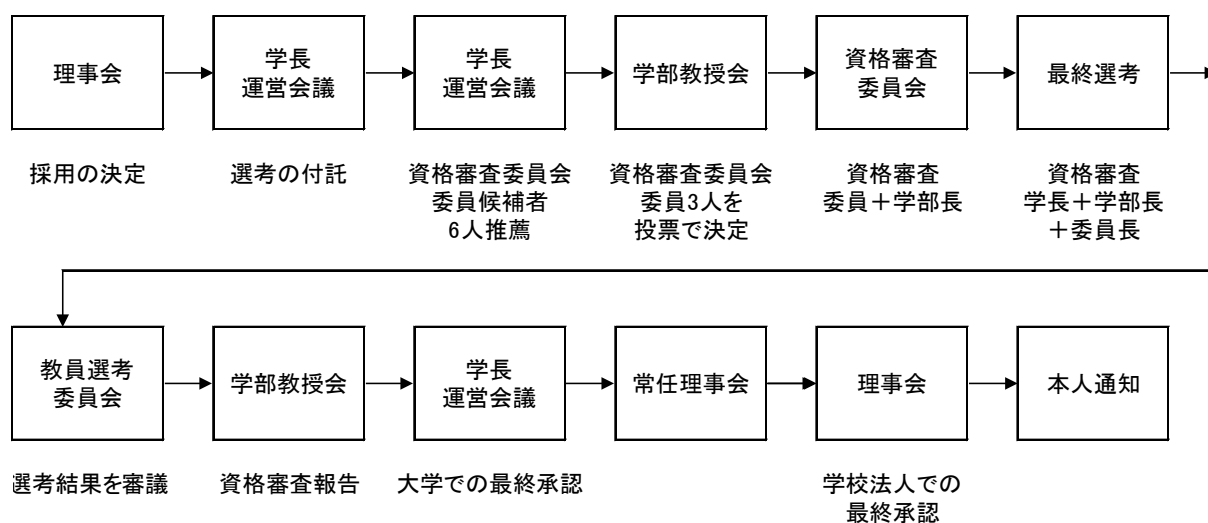 理事会
学長
運営会議
学長
運営会議
学部教授会
資格審査
委員会
最終選考
採用の決定
選考の付託
資格審査委員会
委員候補者
6人推薦
資格審査委員会
委員3人を
投票で決定
資格審査
委員＋学部長
資格審査
学長＋学部長
＋委員長
教員選考
委員会
学部教授会
学長
運営会議
常任理事会
理事会
本人通知
選考結果を審議
資格審査報告
大学での最終承認
学校法人での
最終承認